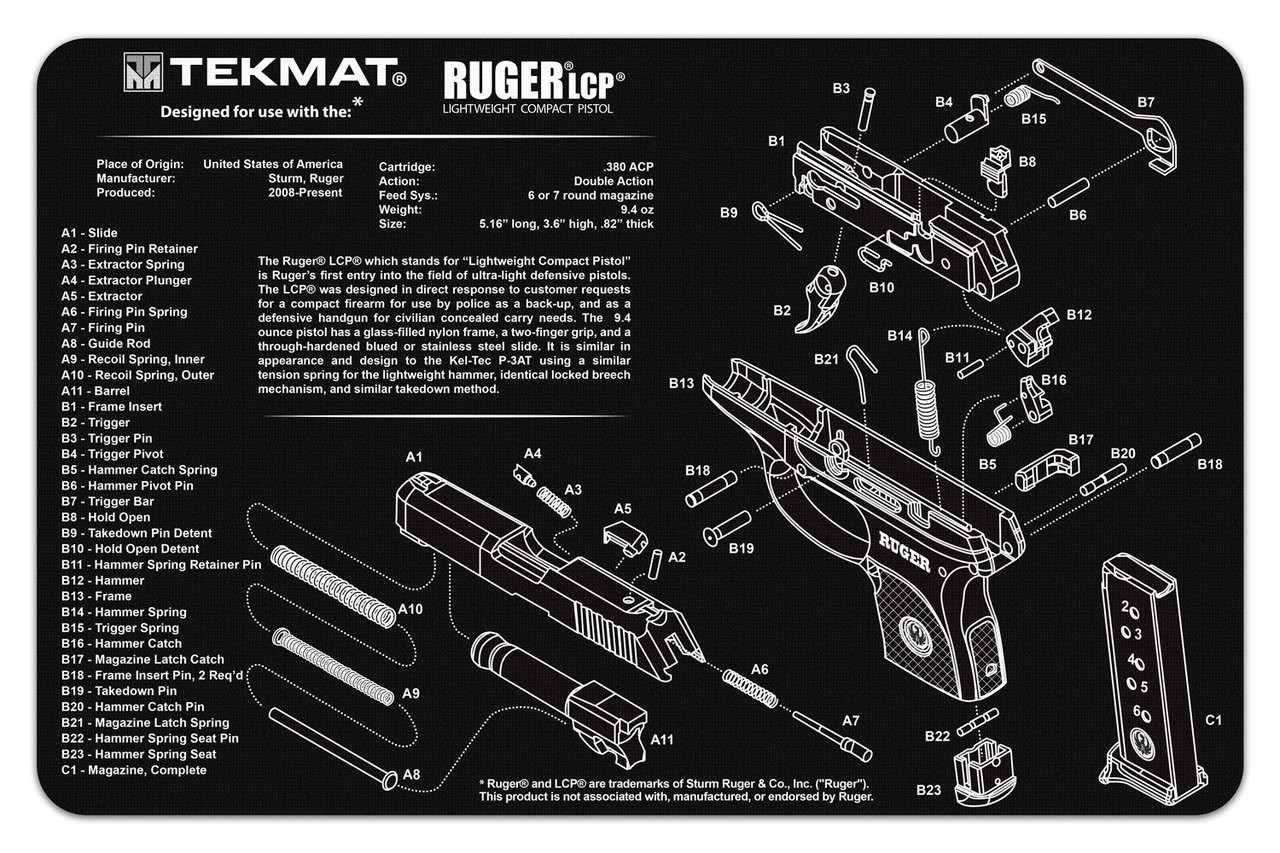 TEKMAT®
Designed for use with the:*
RUGER® LCP®
LIGHTWEIGHT COMPACT PISTOL
Place of Origin: United States of America
Manufacturer: Sturm, Ruger
Produced: 2008-Present
Cartridge: .380 ACP
Action: Double Action
Feed Sys.: 6 or 7 round magazine
Weight: 9.4 oz
Size: 5.16” long, 3.6” high, .82” thick
A1 - Slide
A2 - Firing Pin Retainer
A3 - Extractor Spring
A4 - Extractor Plunger
A5 - Extractor
A6 - Firing Pin Spring
A7 - Firing Pin
A8 - Guide Rod
A9 - Recoil Spring, Inner
A10 - Recoil Spring, Outer
A11 - Barrel
B1 - Frame Insert
B2 - Trigger
B3 - Trigger Pin
B4 - Trigger Pivot
B5 - Hammer Catch Spring
B6 - Hammer Pivot Pin
B7 - Trigger Bar
B8 - Hold Open
B9 - Takedown Pin Detent
B10 - Hold Open Detent
B11 - Hammer Spring Retainer Pin
B12 - Hammer
B13 - Frame
B14 - Hammer Spring
B15 - Trigger Spring
B16 - Hammer Catch
B17 - Magazine Latch Catch
B18 - Frame Insert Pin, 2 Req’d
B19 - Takedown Pin
B20 - Hammer Catch Pin
B21 - Magazine Latch Spring
B22 - Hammer Spring Seat Pin
B23 - Hammer Spring Seat
C1 - Magazine, Complete
The Ruger® LCP® which stands for “Lightweight Compact Pistol”
is Ruger’s first entry into the field of ultra-light defensive pistols.
The LCP® was designed in direct response to customer requests
for a compact firearm for use by police as a back-up, and as a
defensive handgun for civilian concealed carry needs. The 9.4
ounce pistol has a glass-filled nylon frame, a two-finger grip, and a
through-hardened blued or stainless steel slide. It is similar in
appearance and design to the Kel-Tec P-3AT using a similar
tension spring for the lightweight hammer, identical locked breech
mechanism, and similar takedown method.
B3
B4
B15
B7
B1
B8
B9
B6
B10
B2
B12
B14
B11
B21
B13
B16
B5
B17
B20
B18
B18
B19
RUGER
A1
A4
A3
A5
A2
A10
A9
A6
A7
A11
A8
B22
B23
2
3
4
5
6
C1
* Ruger® and LCP® are trademarks of Sturm Ruger & Co., Inc. ("Ruger").
This product is not associated with, manufactured, or endorsed by Ruger.